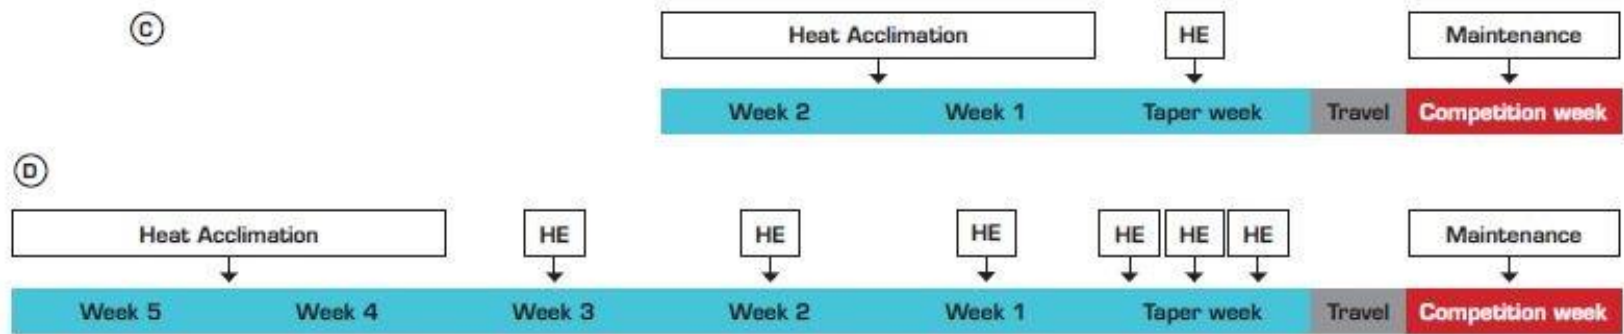 C
Heat Acclimation HE Maintenance
Week 2 Week 1 Taper week Travel Competition week
D
Heat Acclimation HE HE HE HE HE HE Maintenance
Week 5 Week 4 Week 3 Week 2 Week 1 Taper week Travel Competition week